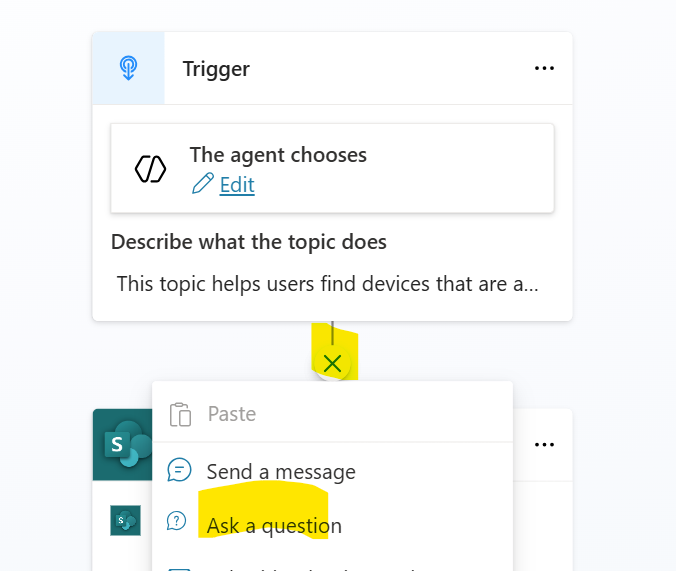 Trigger
The agent chooses
Edit
Describe what the topic does
This topic helps users find devices that are a...
Paste
S
Send a message
S
Ask a question